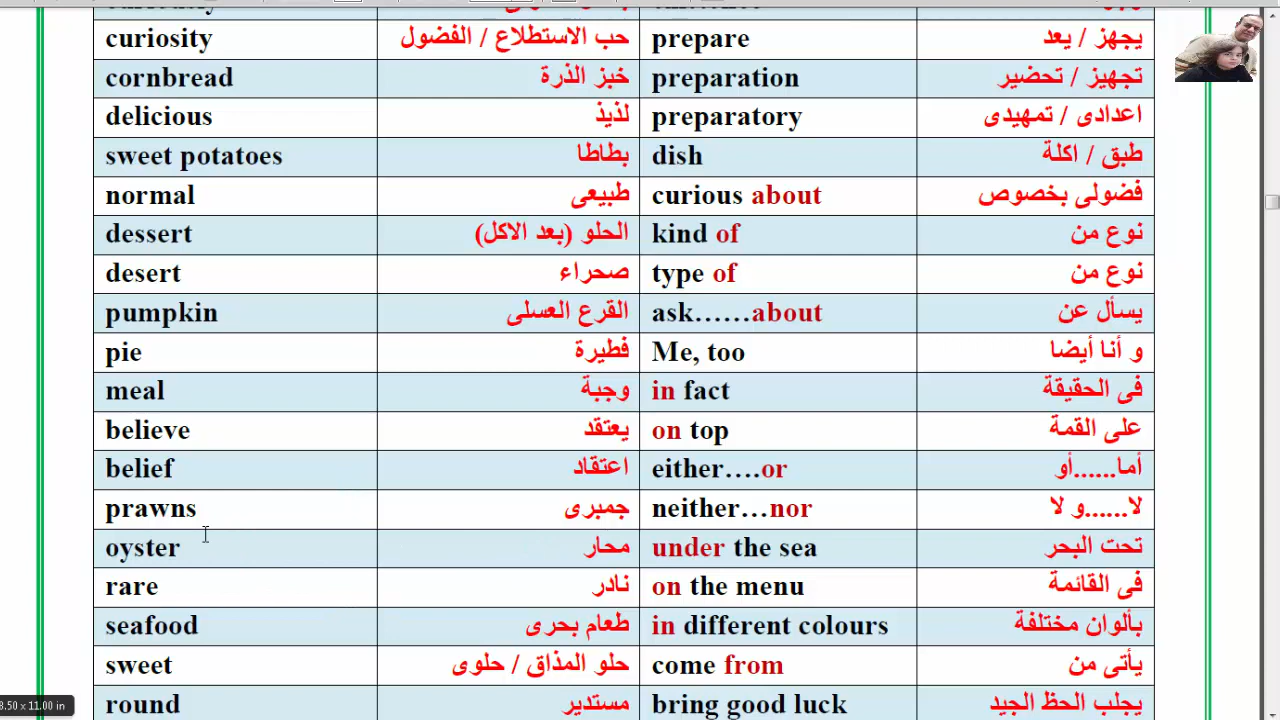 curiosity حب الاستطلاع / الفضول prepare يجهز / يعد
cornbread خبز الذرة preparation تجهيز / تحضير
delicious لذيذ preparatory اعدادى / تمهيدى
sweet potatoes بطاطا dish طبق / اكلة
normal طبيعى curious about فضولى بخصوص
dessert الحلو (بعد الاكل) kind of نوع من
desert صحراء type of نوع من
pumpkin القرع العسلى ask……about يسأل عن
pie فطيرة Me, too و أنا أيضا
meal وجبة in fact فى الحقيقة
believe يعتقد on top على القمة
belief اعتقاد either….or أما......أو
prawns جمبرى neither…nor لا......و لا
oyster محار under the sea تحت البحر
rare نادر on the menu فى القائمة
seafood طعام بحرى in different colours بألوان مختلفة
sweet حلو المذاق / حلوى come from يأتى من
round مستدير bring good luck يجلب الحظ الجيد
8.50 x 11.00 in